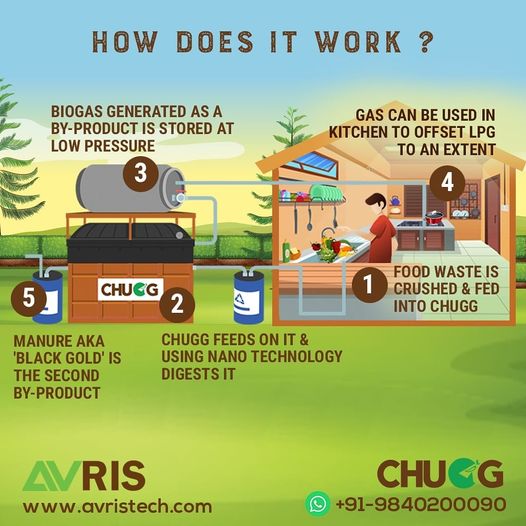 HOW DOES IT WORK ?
BIOGAS GENERATED AS A
BY-PRODUCT IS STORED AT
LOW PRESSURE
3
GAS CAN BE USED IN
KITCHEN TO OFFSET LPG
TO AN EXTENT
4
1
FOOD WASTE IS
CRUSHED & FED
INTO CHUGG
CHUGG
2
CHUGG FEEDS ON IT &
USING NANO TECHNOLOGY
DIGESTS IT
5
MANURE AKA
'BLACK GOLD' IS
THE SECOND
BY-PRODUCT
AVRIS
www.avristech.com
CHUGG
+91-9840200090